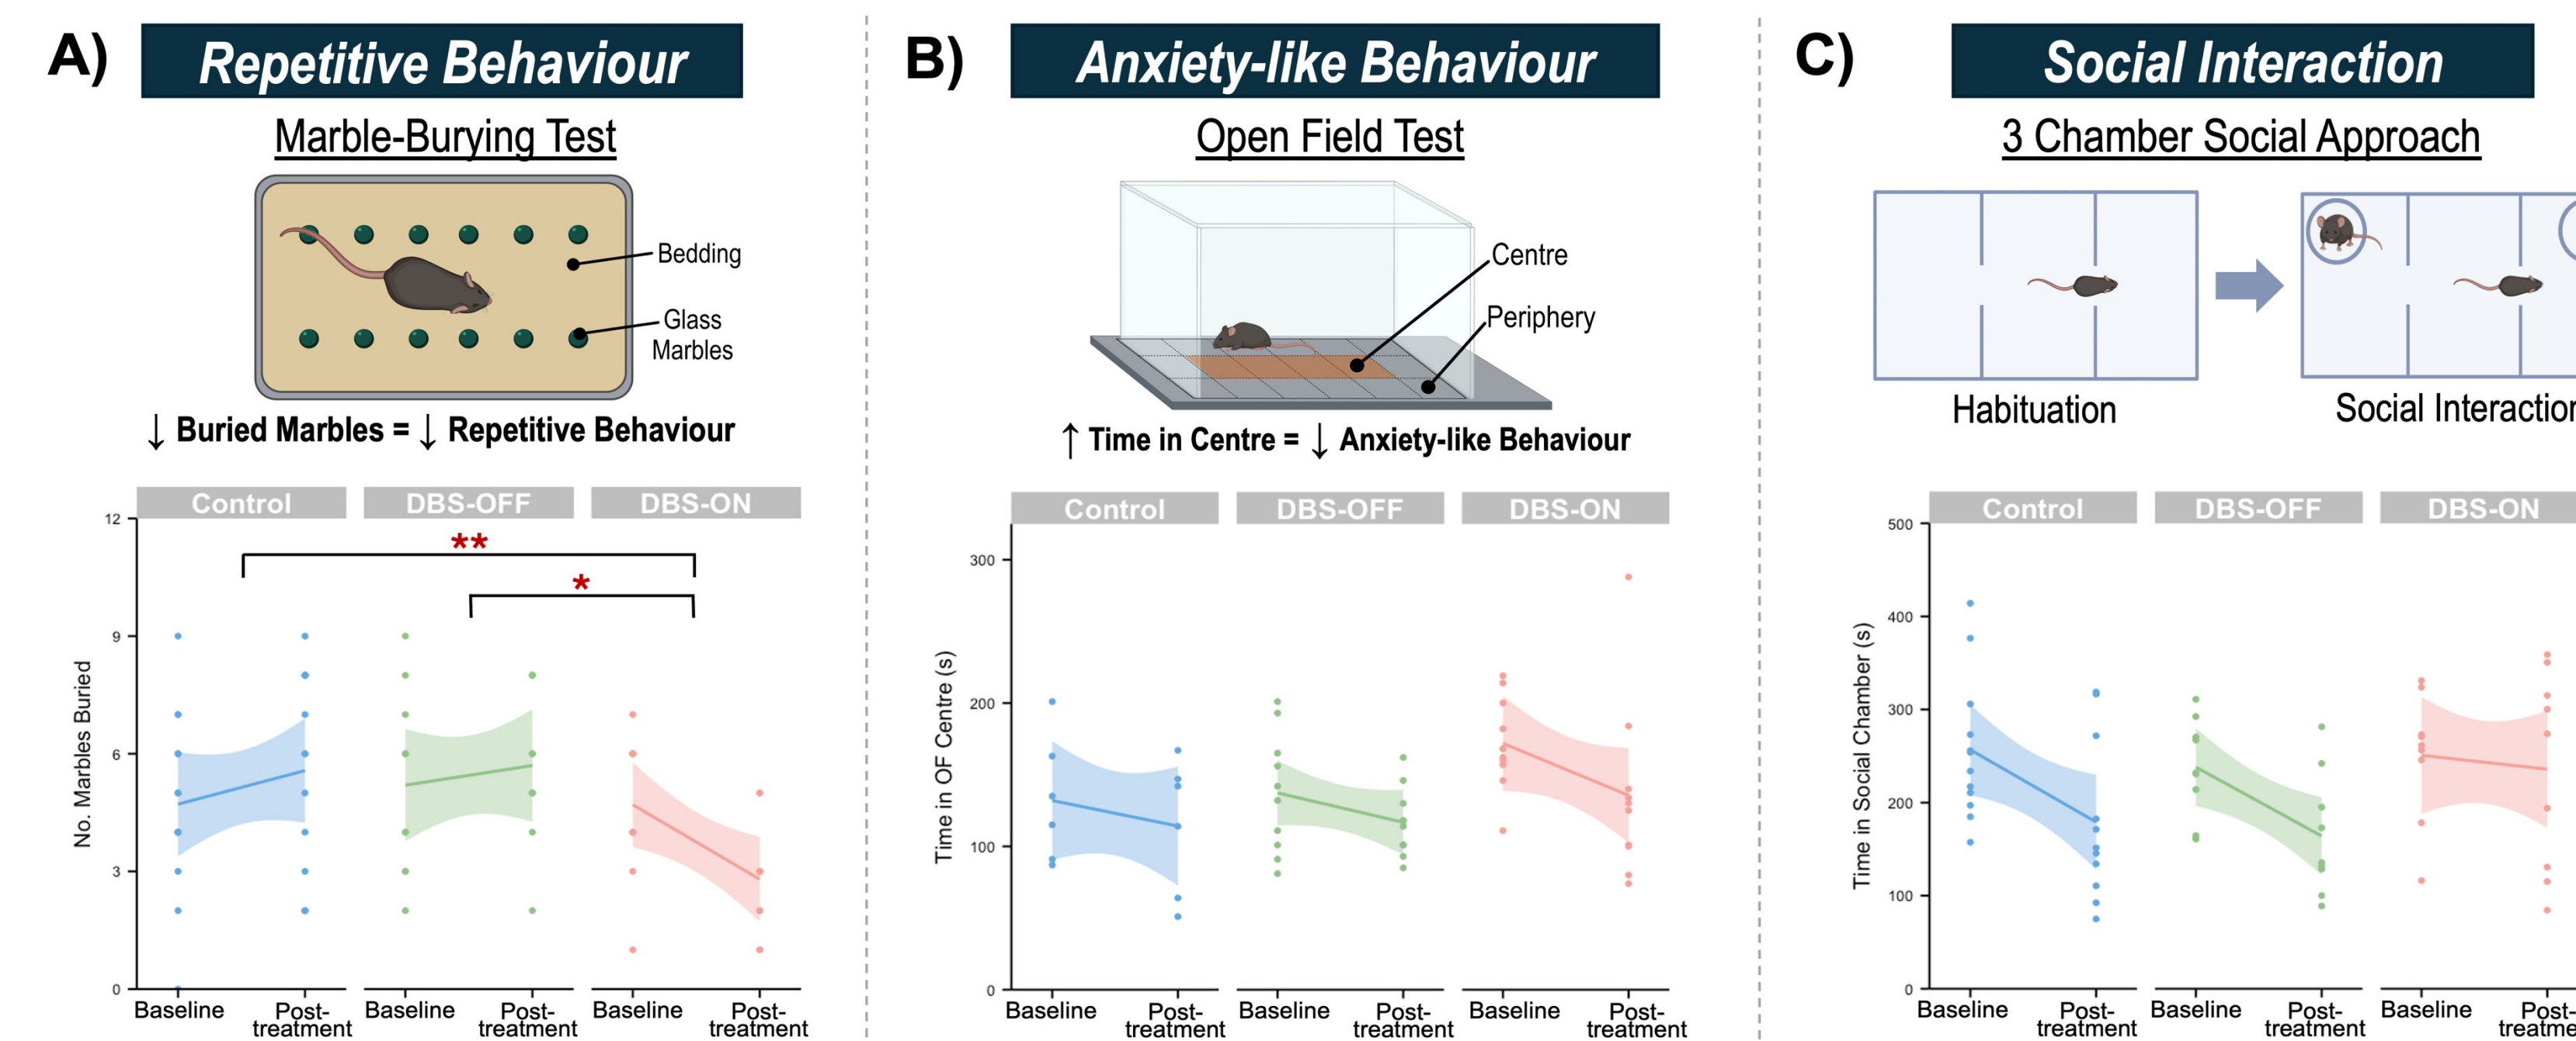 A)
Repetitive Behaviour
Marble-Burying Test
Bedding
Glass
Marbles
↓ Buried Marbles = ↓ Repetitive Behaviour
Control
DBS-OFF
DBS-ON
**
*
12
9
6
3
0
No. Marbles Buried
Baseline
Post-
treatment
Baseline
Post-
treatment
Baseline
Post-
treatment
B)
Anxiety-like Behaviour
Open Field Test
Centre
Periphery
↑ Time in Centre = ↓ Anxiety-like Behaviour
Control
DBS-OFF
DBS-ON
300
200
100
0
Time in OF Centre (s)
Baseline
Post-
treatment
Baseline
Post-
treatment
Baseline
Post-
treatment
C)
Social Interaction
3 Chamber Social Approach
Habituation
Social Interaction
Control
DBS-OFF
DBS-ON
500
400
300
200
100
0
Time in Social Chamber (s)
Baseline
Post-
treatment
Baseline
Post-
treatment
Baseline
Post-
treatme